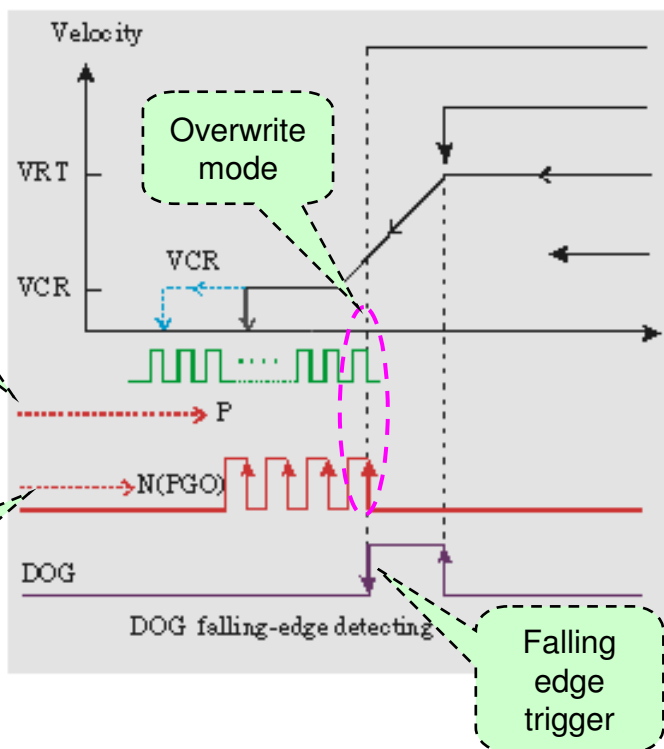 Velocity
Overwrite
mode
VRT
VCR
VCR
P
N(PGO)
DOG
DOG falling-edge detecting
Falling
edge
trigger